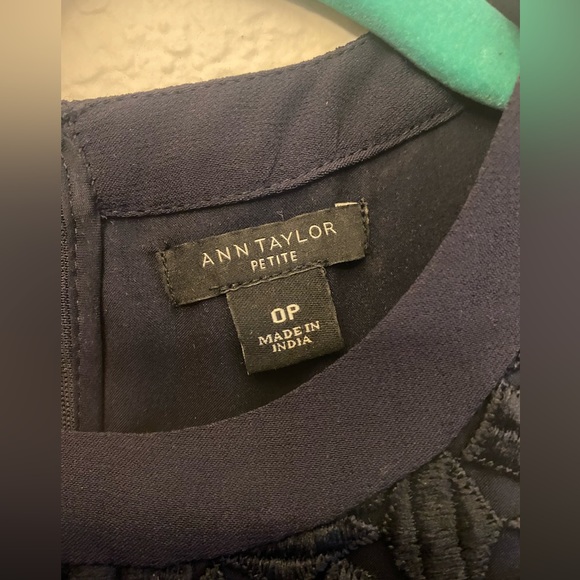 ANN TAYLOR
PETITE
0P
MADE IN
INDIA